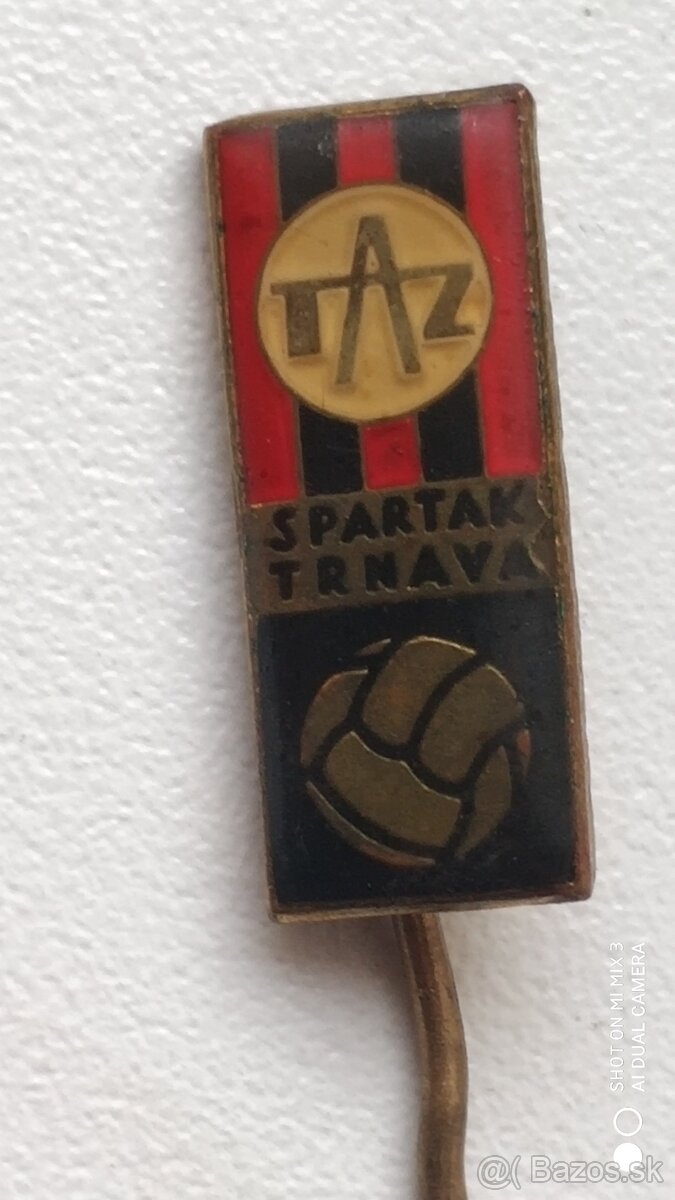 TAZ
SPARTAK
TRNAVA
SHOT ON MI MIX 3
AI DUAL CAMERA
@( Bazos.sk